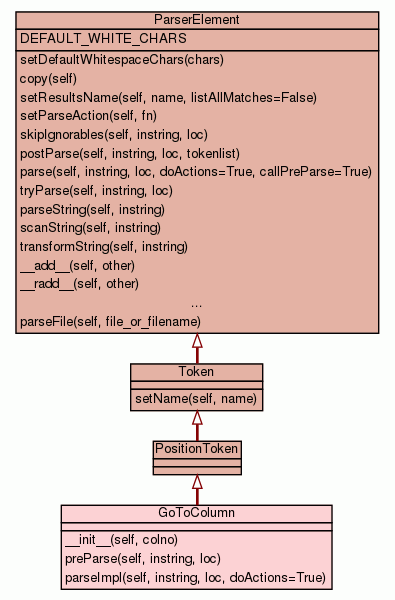 ParserElement
DEFAULT_WHITE_CHARS
setDefaultWhitespaceChars(chars)
copy(self)
setResultsName(self, name, listAllMatches=False)
setParseAction(self, fn)
skipIgnorables(self, instring, loc)
postParse(self, instring, loc, tokenlist)
parse(self, instring, loc, doActions=True, callPreParse=True)
tryParse(self, instring, loc)
parseString(self, instring)
scanString(self, instring)
transformString(self, instring)
__add__(self, other)
__radd__(self, other)
...
parseFile(self, file_or_filename)
Token
setName(self, name)
PositionToken
GoToColumn
__init__(self, colno)
preParse(self, instring, loc)
parseImpl(self, instring, loc, doActions=True)